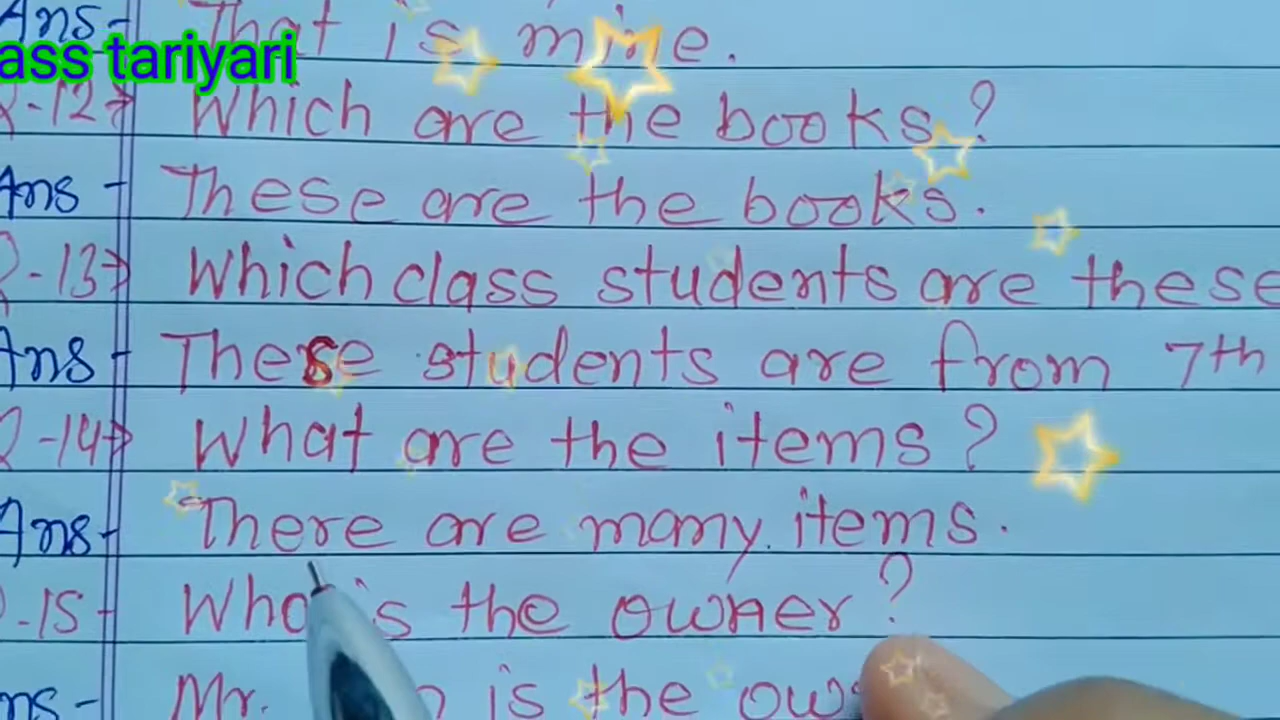 Ans- That is mine.
ass tariyari
Q-12→ Which are the books?
Ans - These are the books.
Q-13→ Which class students are these
Ans - These students are from 7th
Q-14→ What are the items?
Ans- There are many items.
Q.15- Who is the owner?
Ans- Mr. is the